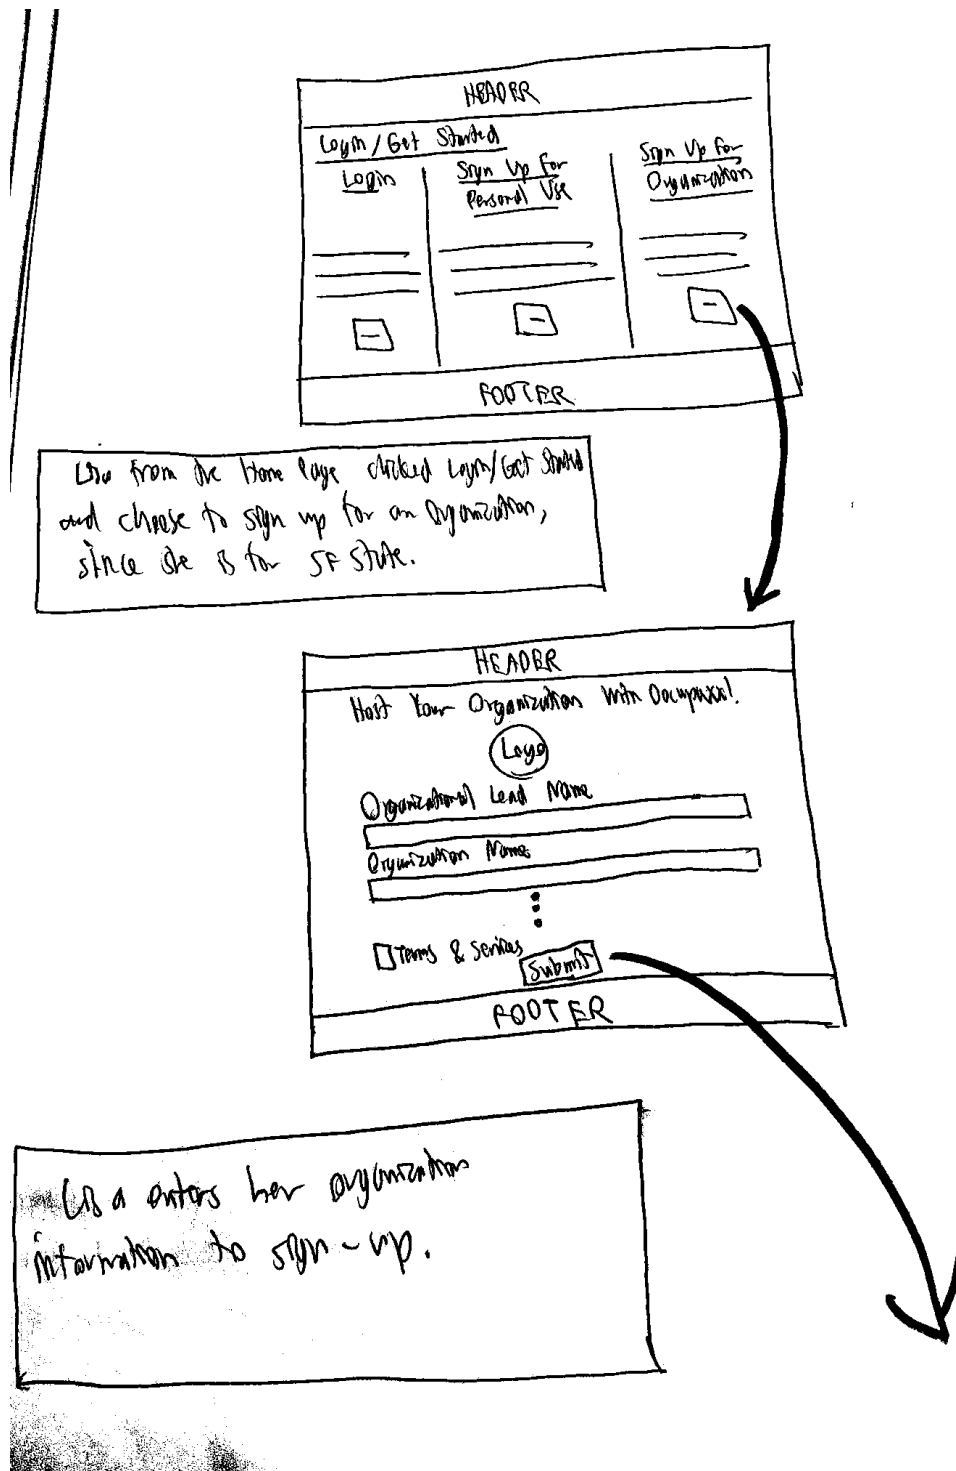 HEADER
Login/Get Started
Login
Sign Up For
Personal Use
Sign Up For
Organization
FOOTER
Lisa from the Home Page clicked Login/Get Started
and choose to sign up for an organization,
since she is for SF State.
HEADER
Host Your Organization With
Logo
Organizational Lead Name
Organization Name
Terms & Services
Submit
FOOTER
Lisa enters her organization
information to sign-up.